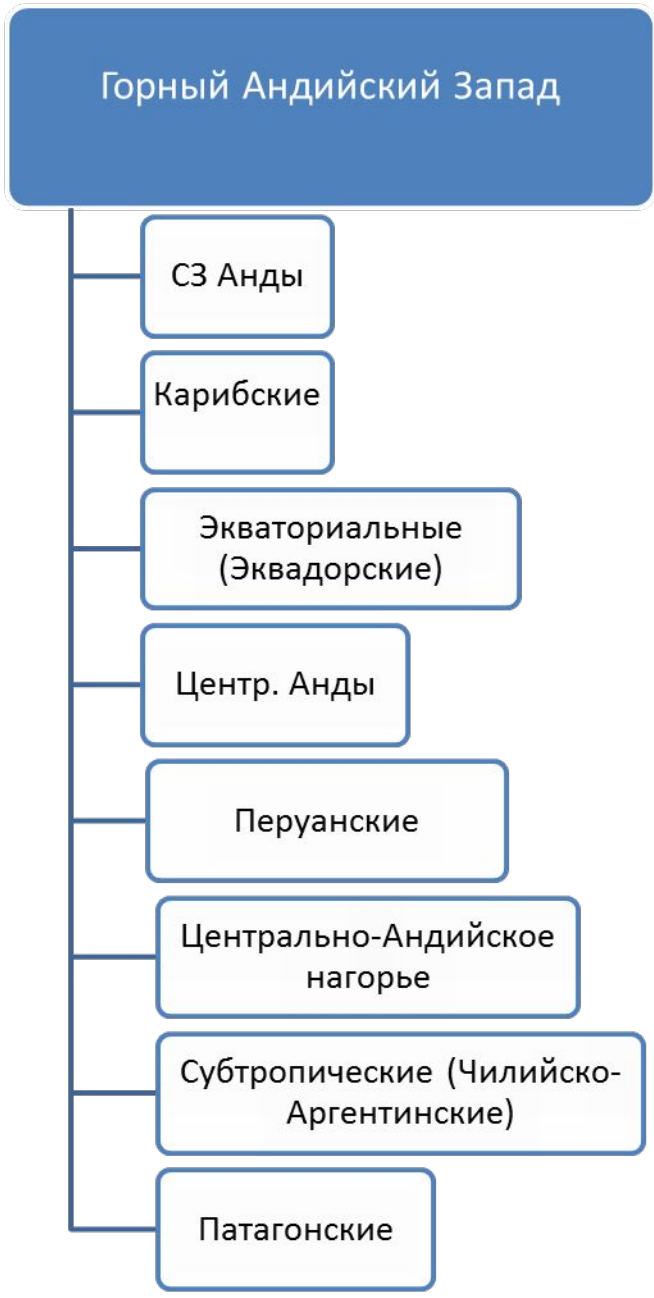 Горный Андийский Запад
СЗ Анды
Карибские
Экваториальные
(Эквадорские)
Центр. Анды
Перуанские
Центрально-Андийское
нагорье
Субтропические (Чилийско-
Аргентинские)
Патагонские